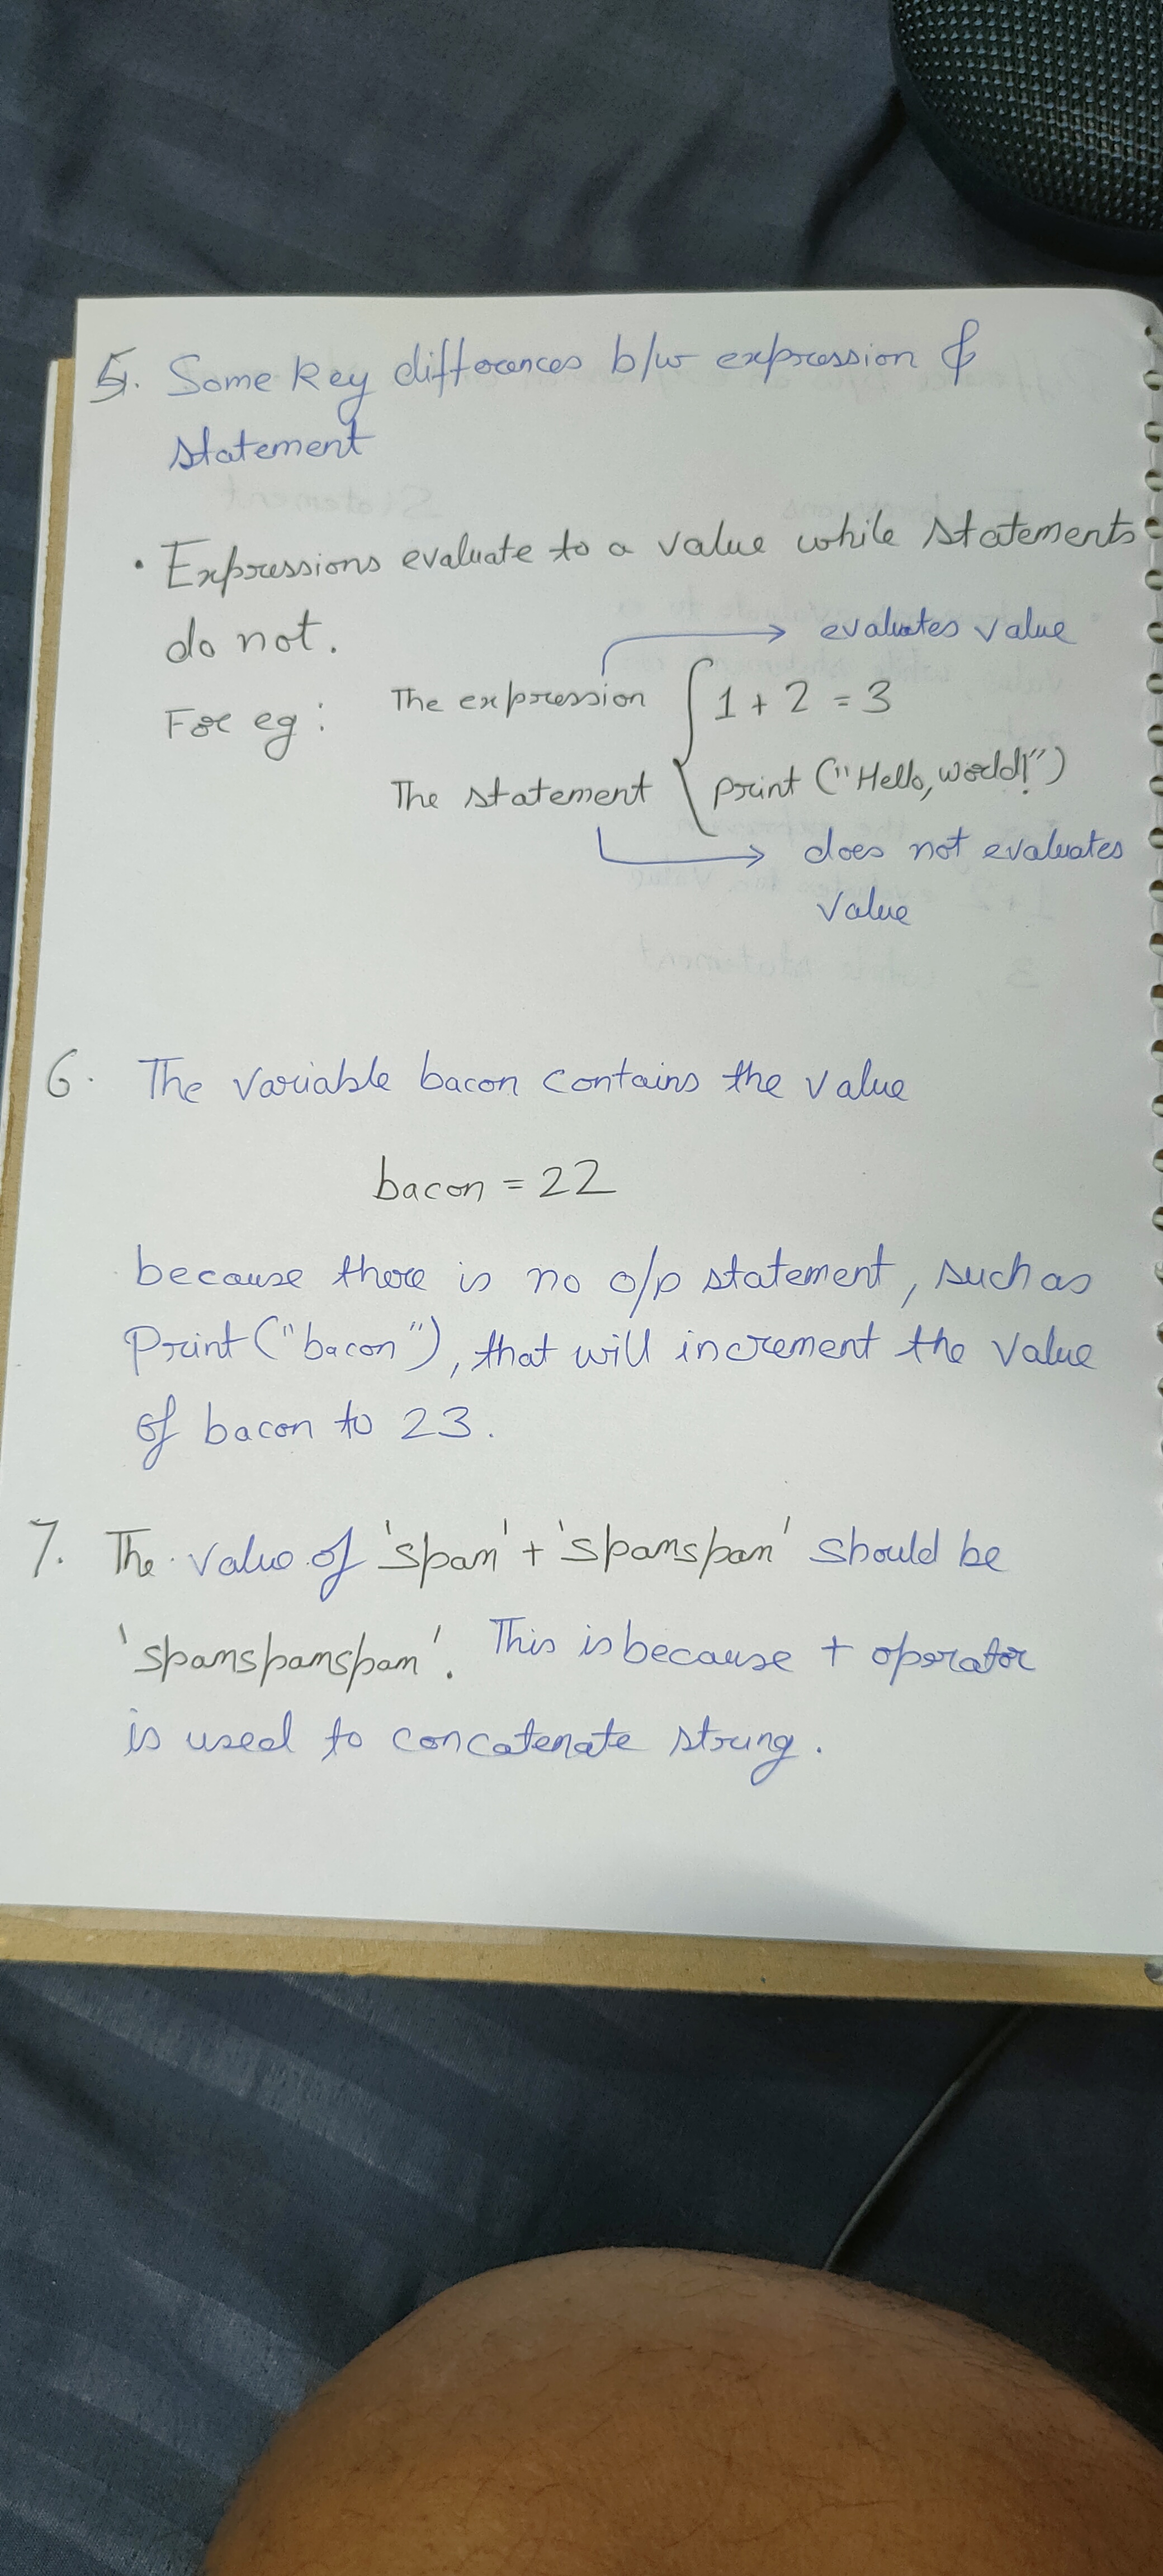 5. Some key differences b/w expression &
statement
• Expressions evaluate to a value while statements
do not.
evaluates value
For eg: The expression { 1 + 2 = 3
The statement { print ("Hello, world!")
does not evaluates
value
6. The variable bacon contains the value
bacon = 22
because there is no o/p statement, such as
Print ("bacon"), that will increment the value
of bacon to 23.
7. The value of 'spam' + 'spamspam' should be
'spamspamspam'. This is because + operator
is used to concatenate string.